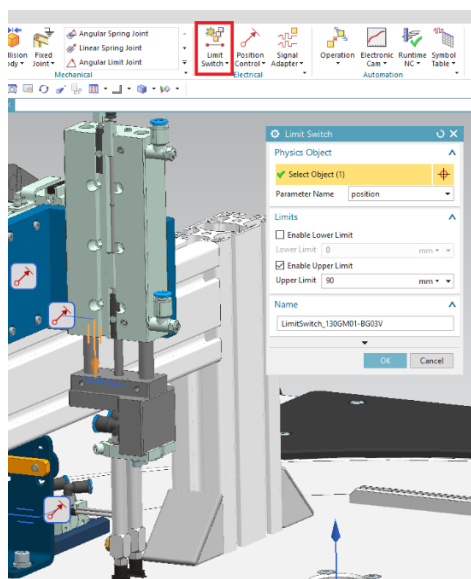 Angular Spring Joint
Linear Spring Joint
Angular Limit Joint
Collision Body
Fixed Joint
Limit Switch
Position Control
Signal Adapter
Operation
Electronic Cam
Runtime NC
Symbol Table
Mechanical
Electrical
Automation
Limit Switch
Physics Object
Select Object (1)
Parameter Name position
Limits
Enable Lower Limit
Lower Limit 0 mm
Enable Upper Limit
Upper Limit 90 mm
Name
LimitSwitch_130GM01-BG03V
OK Cancel